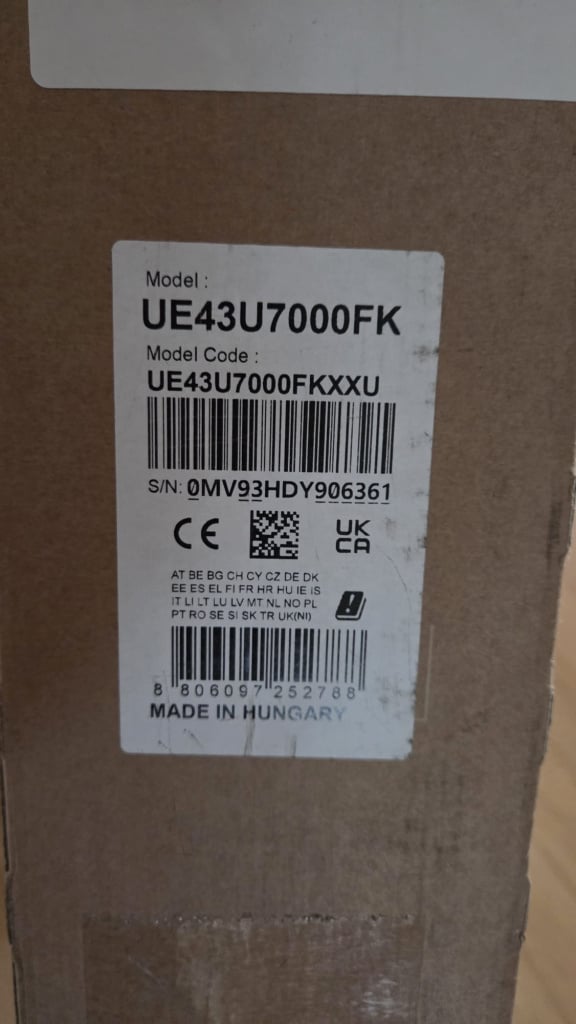 Model :
UE43U7000FK
Model Code :
UE43U7000FKXXU
S/N: 0MV93HDY906361
CE
UK
CA
AT BE BG CH CY CZ DE DK
EE ES EL FI FR HR HU IE IS
IT LI LT LU LV MT NL NO PL
PT RO SE SI SK TR UK(NI)
8 806097 252788
MADE IN HUNGARY